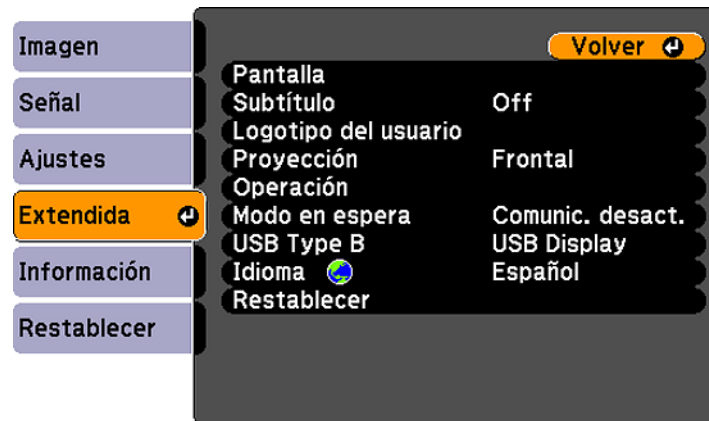 Imagen
Señal
Ajustes
Extendida
Información
Restablecer
Volver
Pantalla
Subtítulo Off
Logotipo del usuario
Proyección Frontal
Operación
Modo en espera Comunic. desact.
USB Type B USB Display
Idioma Español
Restablecer